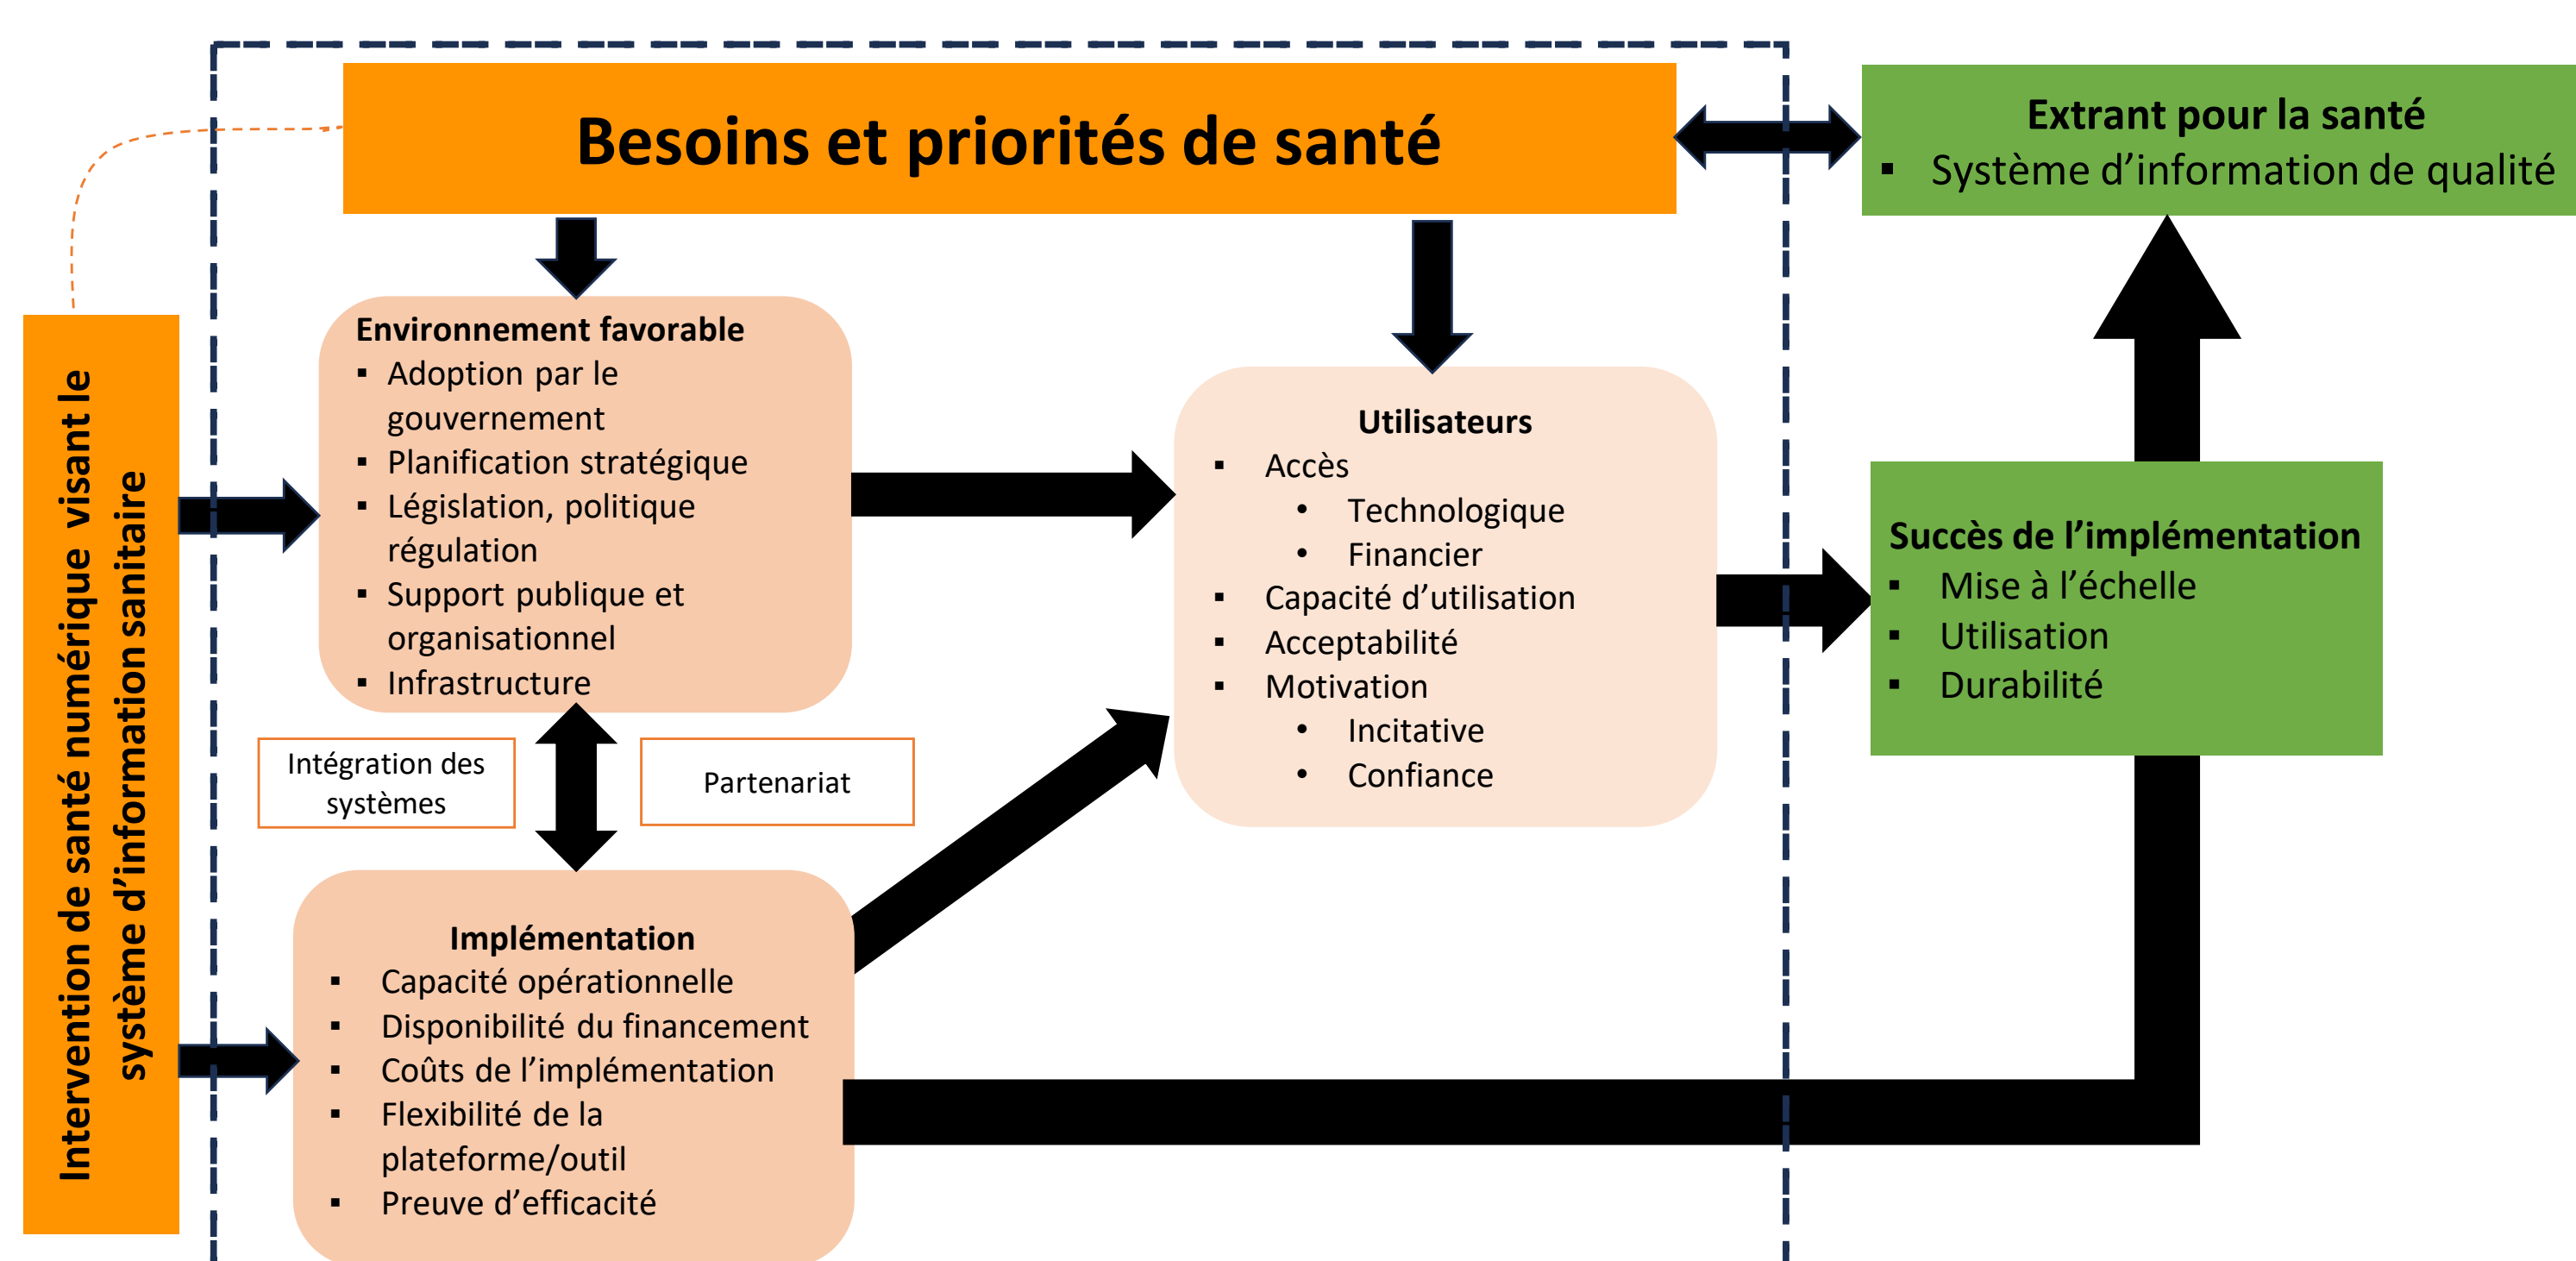 Besoins et priorités de santé
Extrant pour la santé
▪ Système d'information de qualité
Intervention de santé numérique visant le
système d'information sanitaire
Environnement favorable
▪ Adoption par le
gouvernement
▪ Planification stratégique
▪ Législation, politique
régulation
▪ Support publique et
organisationnel
▪ Infrastructure
Utilisateurs
▪ Accès
• Technologique
• Financier
▪ Capacité d'utilisation
▪ Acceptabilité
▪ Motivation
• Incitative
• Confiance
Succès de l'implémentation
▪ Mise à l'échelle
▪ Utilisation
▪ Durabilité
Intégration des
systèmes
Partenariat
Implémentation
▪ Capacité opérationnelle
▪ Disponibilité du financement
▪ Coûts de l'implémentation
▪ Flexibilité de la
plateforme/outil
▪ Preuve d'efficacité